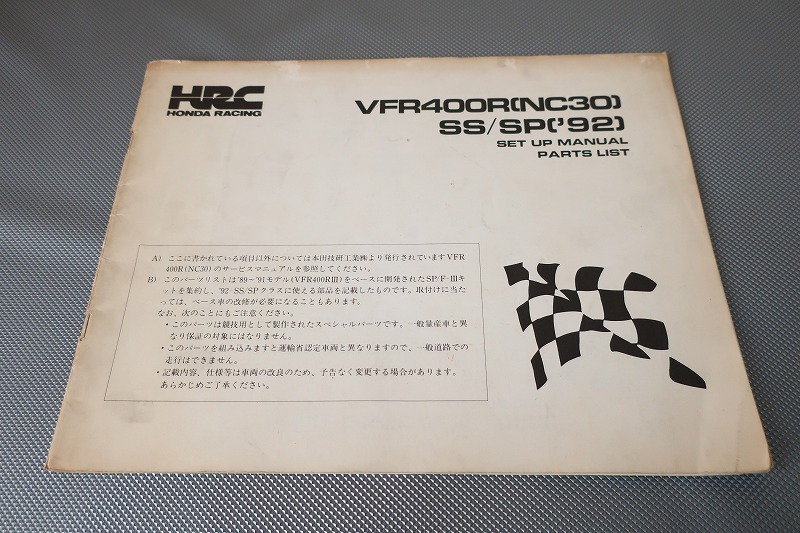 HRC
HONDA RACING
VFR400R(NC30)
SS/SP('92)
SET UP MANUAL
PARTS LIST
A) ここに書かれている項目以外については本田技研工業㈱より発行されていますVFR
400R(NC30)のサービスマニュアルを参照してください。
B) このパーツリストは'89~'91モデル(VFR400RⅢ)をベースに開発されたSP/F-Ⅲキ
ットを集約し、'92 SS/SPクラスに使える部品を記載したものです。取付けに当た
っては、ベース車の改修が必要になることもあります。
なお、次のことにもご注意ください。
・このパーツは競技用として製作されたスペシャルパーツです。一般量産車と異
なり保証の対象にはなりません。
・このパーツを組み込みますと運輸省認定車両と異なりますので、一般道路での
走行はできません。
・記載内容、仕様等は車両の改良のため、予告なく変更する場合があります。
あらかじめご了承ください。